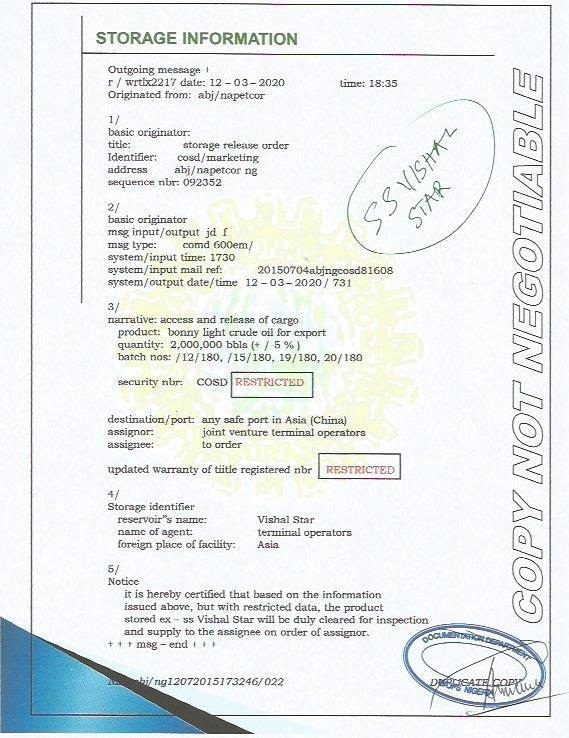 STORAGE INFORMATION
Outgoing message +
r / wrtlx2217 date: 12 – 03 – 2020 time: 18:35
Originated from: abj/napetcor
1/
basic originator:
title: storage release order
Identifier: cosd/marketing
address abj/napetcor ng
sequence nbr: 092352
SS VISHAL
STAR
2/
basic originator
msg input/output jd f
msg type: comd 600em/
system/input time: 1730
system/input mail ref: 20150704abjngcosd81608
system/output date/time 12 – 03 – 2020 / 731
3/
narrative: access and release of cargo
product: bonny light crude oil for export
quantity: 2,000,000 bbls (+ / 5 %)
batch nos: /12/180, /15/180, 19/180, 20/180
security nbr: COSD RESTRICTED
destination/port: any safe port in Asia (China)
assignor: joint venture terminal operators
assignee: to order
updated warranty of tiitle registered nbr RESTRICTED
4/
Storage identifier
reservoir"s name: Vishal Star
name of agent: terminal operators
foreign place of facility: Asia
5/
Notice
it is hereby certified that based on the information
issued above, but with restricted data, the product
stored ex – ss Vishal Star will be duly cleared for inspection
and supply to the assignee on order of assignor.
+ + + msg – end + + +
COPY NOT NEGOTIABLE
DOCUMENTATION DEPARTMENT
OPS NIGERIA
DUPLICATE COPY
abj/ng12072015173246/022